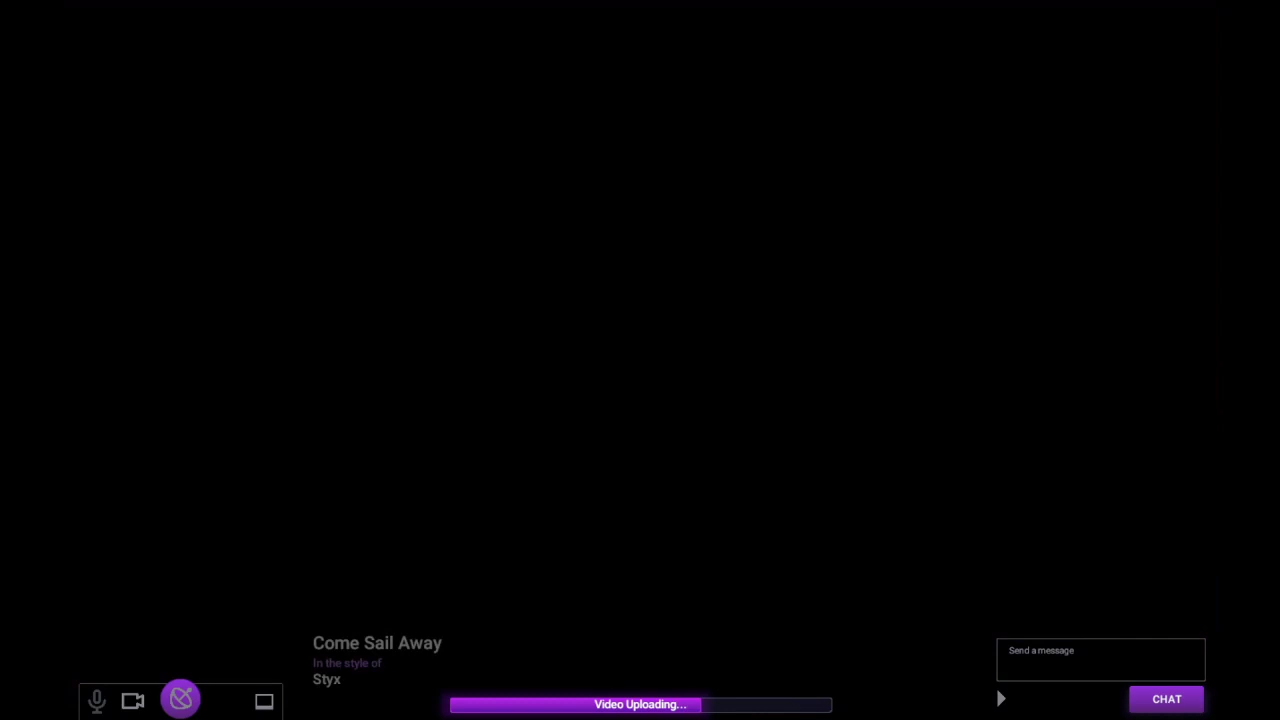 Come Sail Away
In the style of
Styx
Video Uploading...
Send a message
CHAT